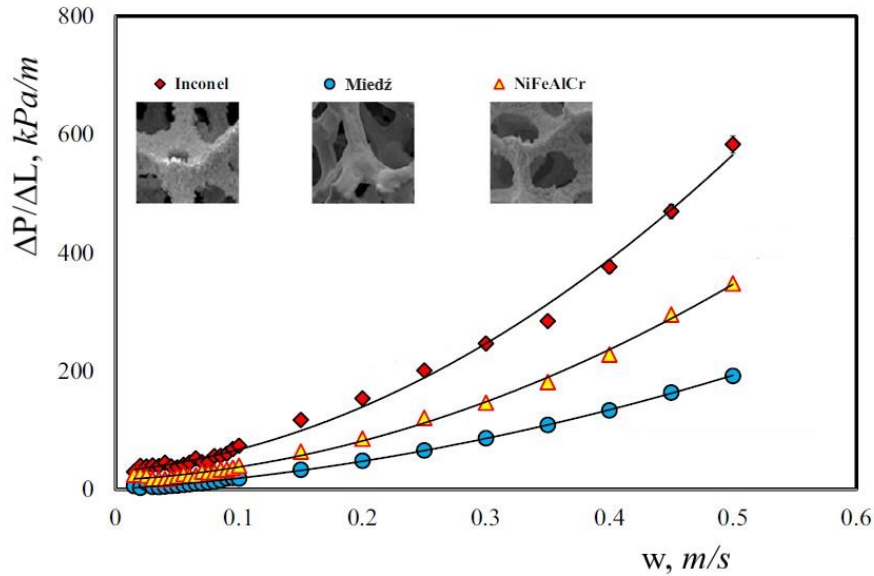 800
600
400
200
0
ΔP/ΔL, kPa/m
Inconel
Miedź
NiFeAlCr
0 0.1 0.2 0.3 0.4 0.5 0.6
w, m/s